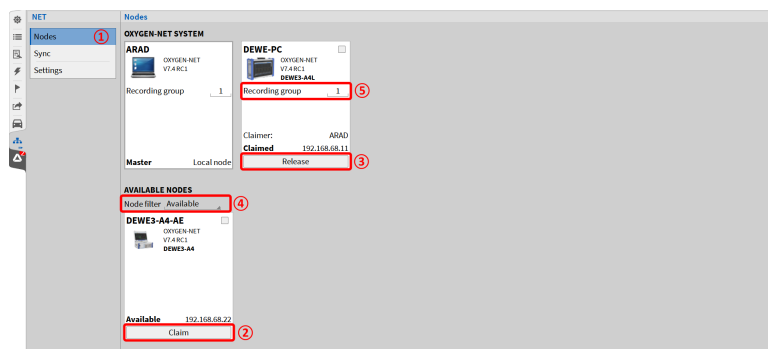 NET
Nodes
Nodes
①
Sync
Settings
OXYGEN-NET SYSTEM
ARAD
OXYGEN-NET
V7.4 RC1
Recording group 1
Master Local node
DEWE-PC
OXYGEN-NET
V7.4 RC1
DEWE3-A4L
Recording group 1
⑤
Claimer: ARAD
Claimed 192.168.68.11
Release
③
AVAILABLE NODES
Node filter Available
④
DEWE3-A4-AE
OXYGEN-NET
V7.4 RC1
DEWE3-A4
Available 192.168.68.22
Claim
②